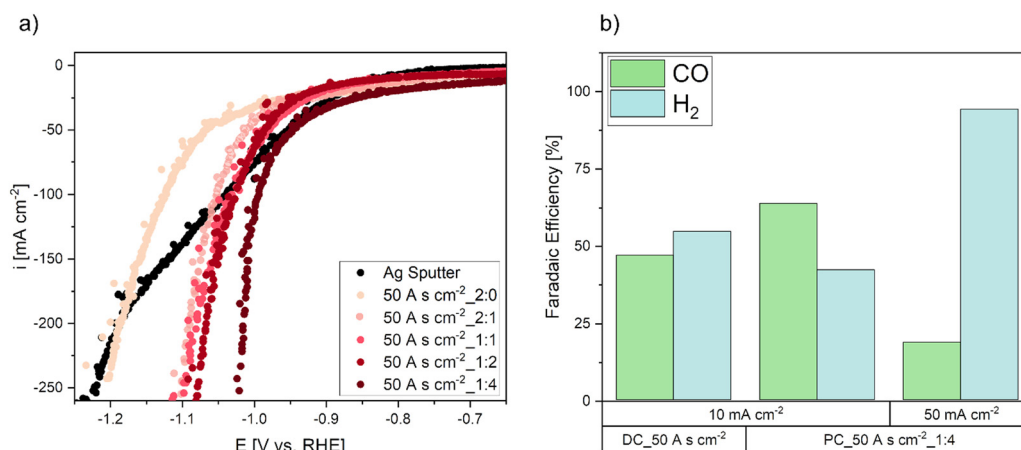 a)
i [mA cm-2]
0
-50
-100
-150
-200
-250
-1.2
-1.1
-1.0
-0.9
-0.8
-0.7
E [V vs. RHE]
Ag Sputter
50 A s cm-2_2:0
50 A s cm-2_2:1
50 A s cm-2_1:1
50 A s cm-2_1:2
50 A s cm-2_1:4
b)
Faradaic Efficiency [%]
100
75
50
25
0
CO
H2
10 mA cm-2
50 mA cm-2
DC_50 A s cm-2
PC_50 A s cm-2_1:4